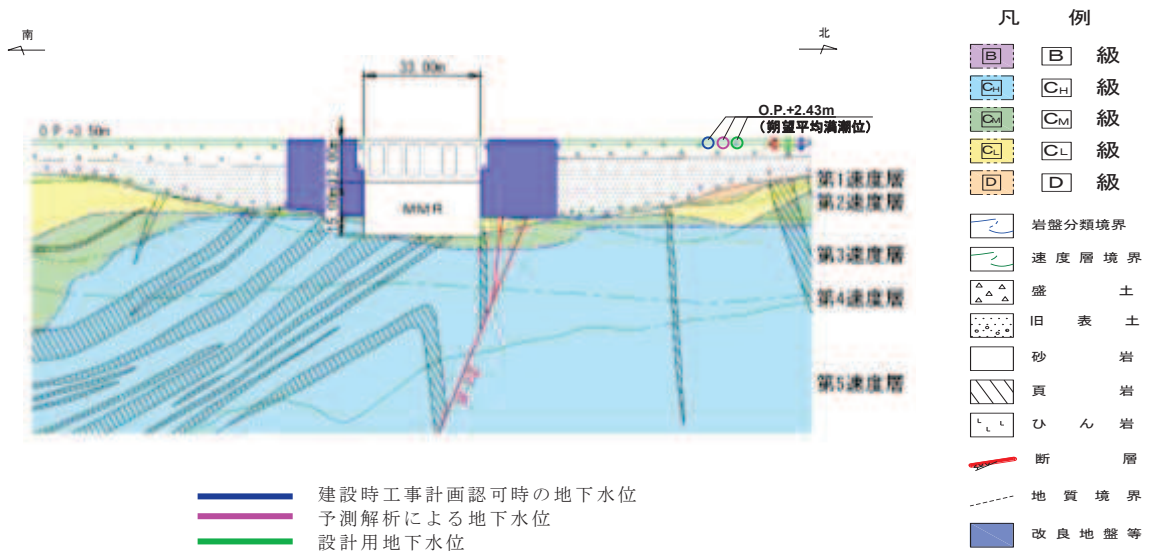 南
北
33.00m
O.P.+2.43m
(朔望平均満潮位)
O.P.+3.50m
MMR
第1速度層
第2速度層
第3速度層
第4速度層
第5速度層
建設時工事計画認可時の地下水位
予測解析による地下水位
設計用地下水位
凡 例
B B 級
CH CH 級
CM CM 級
CL CL 級
D D 級
岩盤分類境界
速度層境界
盛土
旧表土
砂岩
頁岩
ひん岩
断層
地質境界
改良地盤等